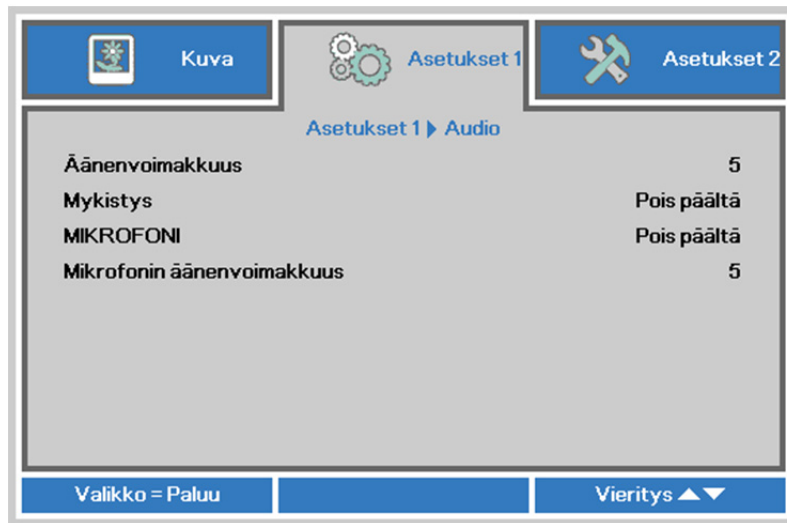 Kuva Asetukset 1 Asetukset 2
Asetukset 1 ▶ Audio
Äänenvoimakkuus 5
Mykistys Pois päältä
MIKROFONI Pois päältä
Mikrofonin äänenvoimakkuus 5
Valikko = Paluu Vieritys ▲▼